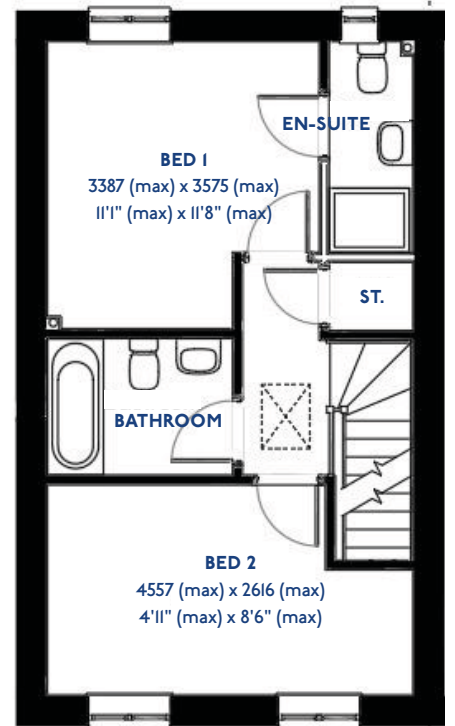 EN-SUITE
BED 1
3387 (max) x 3575 (max)
11'1" (max) x 11'8" (max)
ST.
BATHROOM
BED 2
4557 (max) x 2616 (max)
4'11" (max) x 8'6" (max)